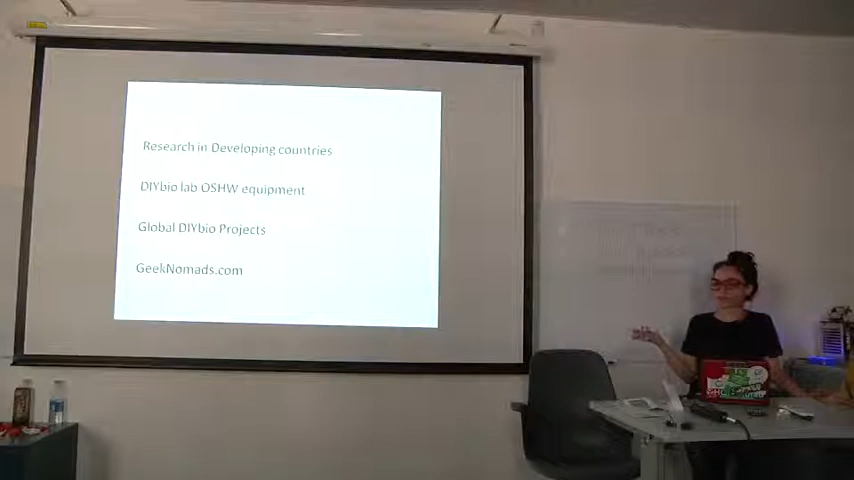 Research in Developing countries
DIYbio lab OSHW equipment
Global DIYbio Projects
GeekNomads.com